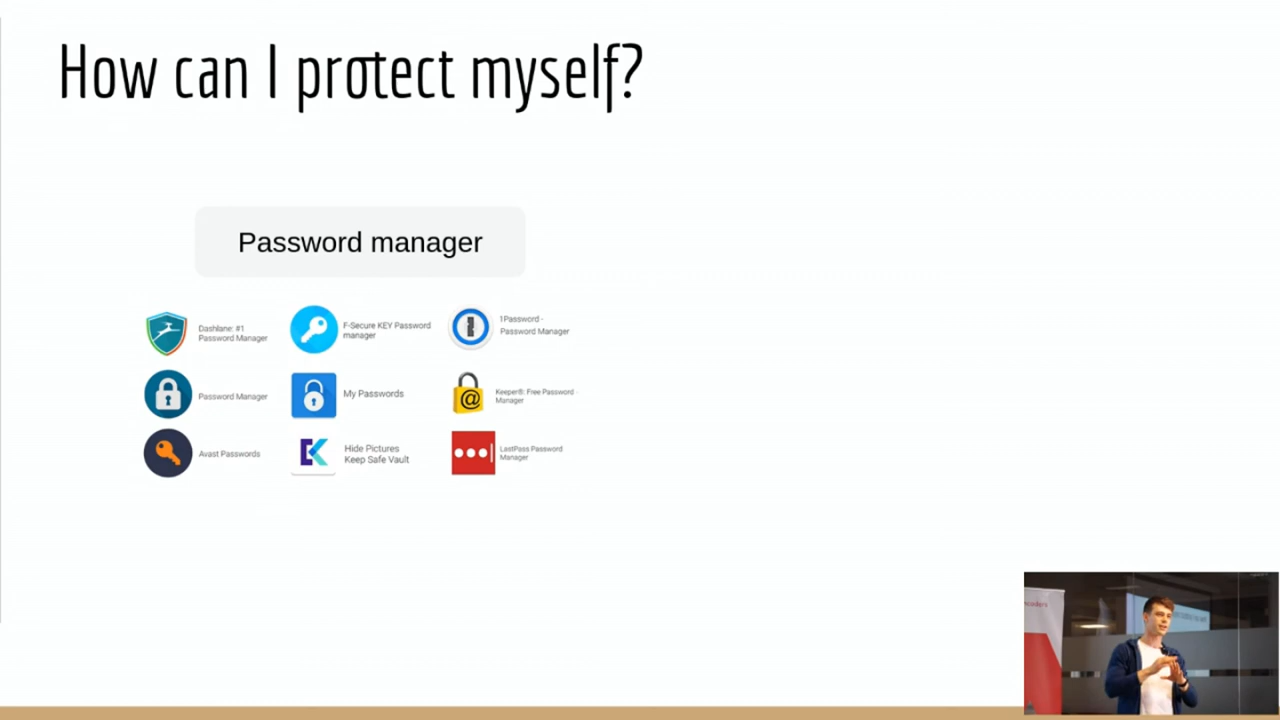 How can I protect myself?
Password manager
Dashlane: #1
Password Manager
F-Secure KEY Password
manager
1Password -
Password Manager
Password Manager
My Passwords
Keeper®: Free Password -
Manager
@
Avast Passwords
Hide Pictures
Keep Safe Vault
LastPass Password
Manager